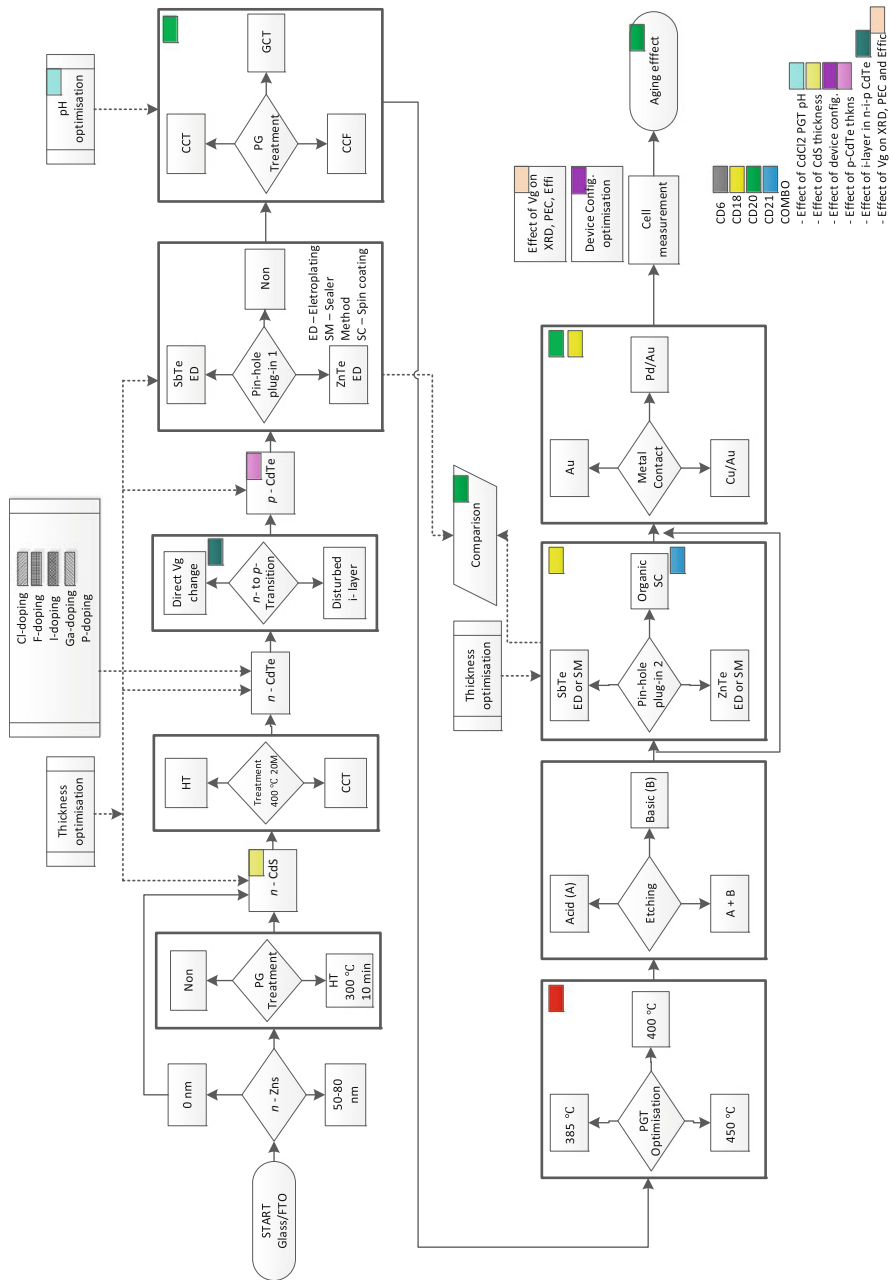 START
Glass/FTO
n - Zns
0 nm
50-80
nm
PG
Treatment
Non
HT
300 °C
10 min
n - CdS
Thickness
optimisation
Treatment
400 °C 20M
HT
CCT
n - CdTe
Cl-doping
F-doping
I-doping
Ga-doping
P-doping
n- to p-
Transition
Direct Vg
change
Disturbed
i- layer
p - CdTe
Pin-hole
plug-in 1
SbTe
ED
Non
ZnTe
ED
ED – Eletroplating
SM – Sealer
Method
SC – Spin coating
pH
optimisation
PG
Treatment
CCT
GCT
CCF
PGT
Optimisation
385 °C
400 °C
450 °C
Etching
Acid (A)
Basic (B)
A + B
Thickness
optimisation
Pin-hole
plug-in 2
SbTe
ED or SM
Organic
SC
ZnTe
ED or SM
Comparison
Metal
Contact
Au
Pd/Au
Cu/Au
Cell
measurement
Device Config.
optimisation
Effect of Vg on
XRD, PEC, Effi
Aging efffect
CD6
CD18
CD20
CD21
COMBO
- Effect of CdCl2 PGT pH
- Effect of CdS thickness
- Effect of device config.
- Effect of p-CdTe thkns
- Effect of i-layer in n-i-p CdTe
- Effect of Vg on XRD, PEC and Effic